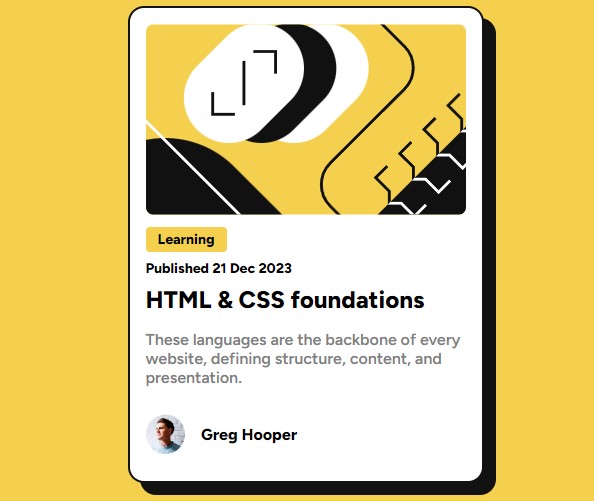 Learning
Published 21 Dec 2023
HTML & CSS foundations
These languages are the backbone of every
website, defining structure, content, and
presentation.
Greg Hooper